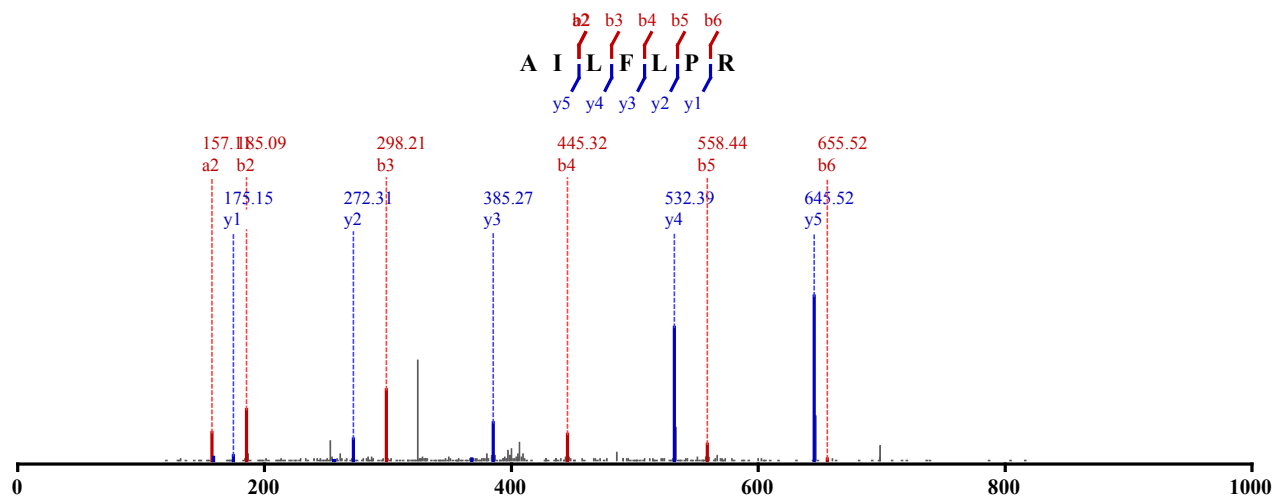 a2 b2 b3 b4 b5 b6
A I L F L P R
y5 y4 y3 y2 y1
157.11 185.09 298.21 445.32 558.44 655.52
a2 b2 b3 b4 b5 b6
175.15 272.31 385.27 532.39 645.52
y1 y2 y3 y4 y5
0 200 400 600 800 1000